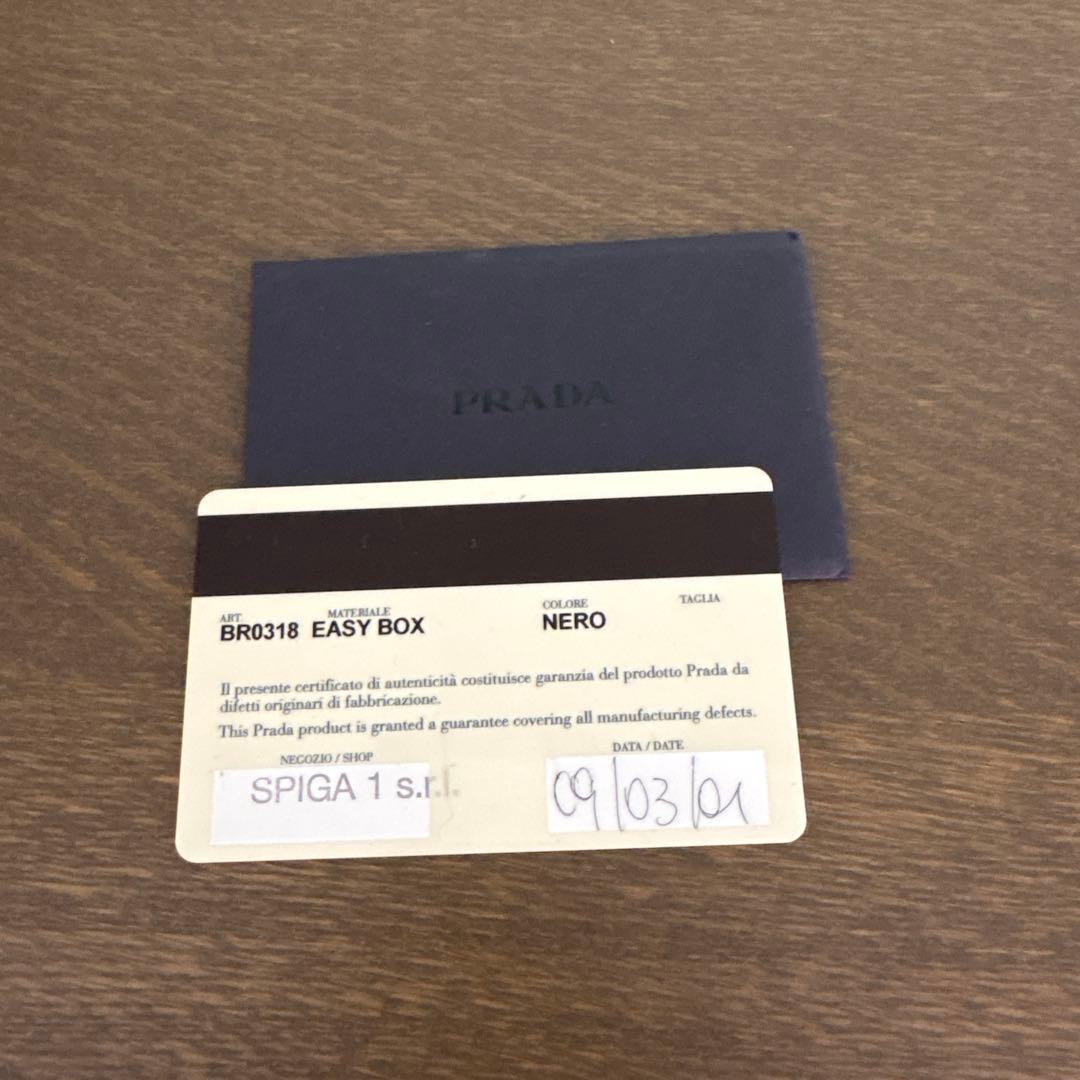 PRADA
ART. MATERIALE COLORE TAGLIA
BR0318 EASY BOX NERO
Il presente certificato di autenticità costituisce garanzia del prodotto Prada da
difetti originari di fabbricazione.
This Prada product is granted a guarantee covering all manufacturing defects.
NEGOZIO / SHOP DATA / DATE
SPIGA 1 s.r.l. 09/03/01